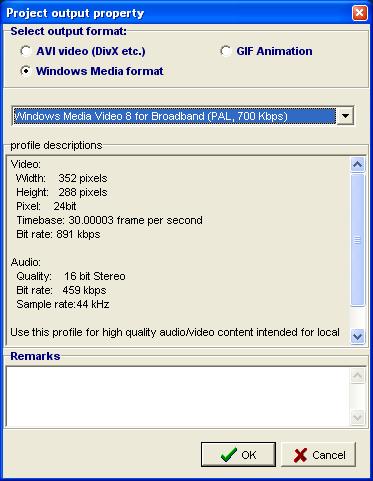 Project output property
Select output format:
AVI video (DivX etc.) GIF Animation
Windows Media format
Windows Media Video 8 for Broadband (PAL, 700 Kbps)
profile descriptions
Video:
Width: 352 pixels
Height: 288 pixels
Pixel: 24bit
Timebase: 30.00003 frame per second
Bit rate: 891 kbps
Audio:
Quality: 16 bit Stereo
Bit rate: 459 kbps
Sample rate:44 kHz
Use this profile for high quality audio/video content intended for local
Remarks
OK Cancel